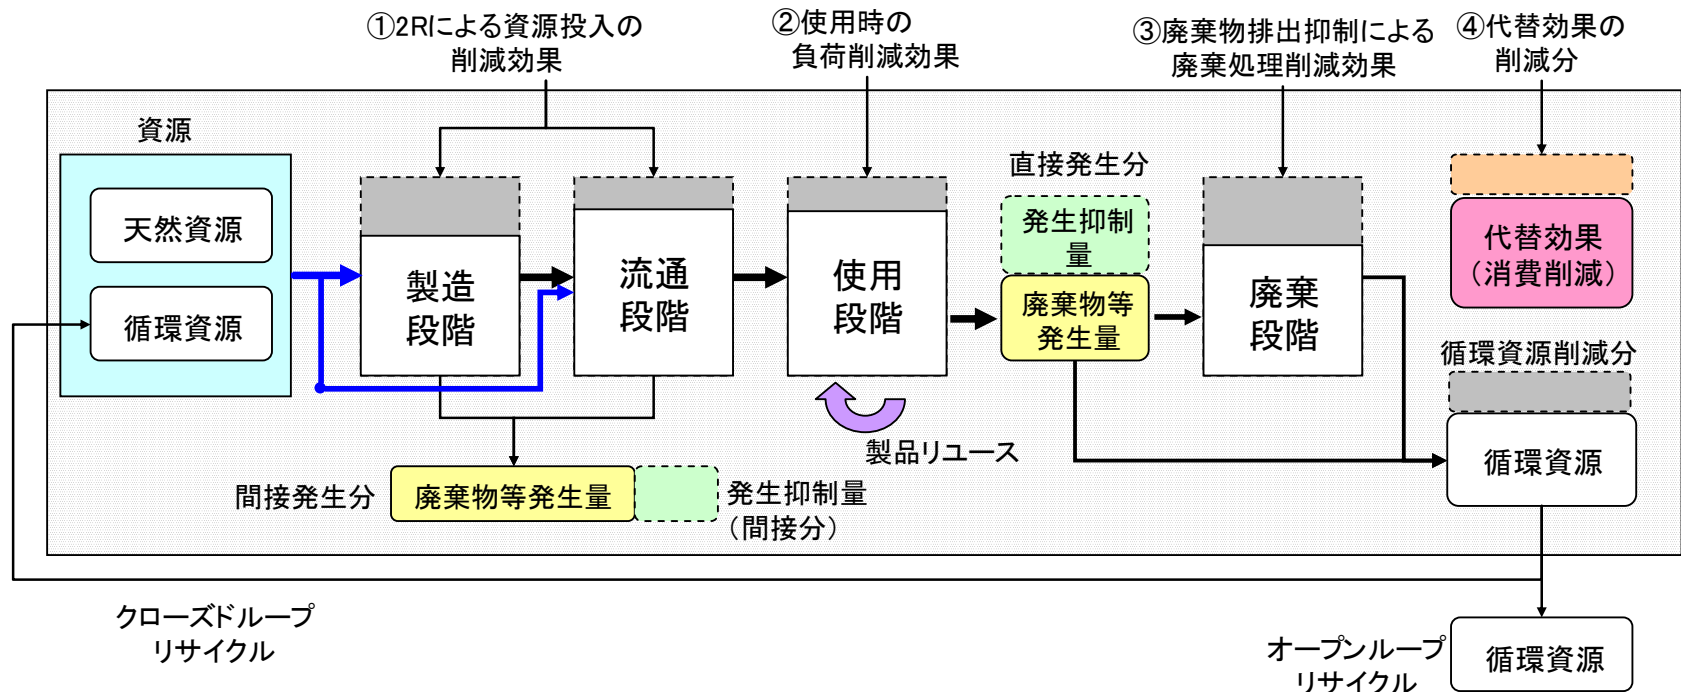 ①2Rによる資源投入の
削減効果
②使用時の
負荷削減効果
③廃棄物排出抑制による
廃棄処理削減効果
④代替効果の
削減分
資源
天然資源
循環資源
製造
段階
流通
段階
使用
段階
直接発生分
発生抑制
量
廃棄物等
発生量
廃棄
段階
代替効果
（消費削減）
循環資源削減分
循環資源
製品リユース
間接発生分
廃棄物等発生量
発生抑制量
（間接分）
クローズドループ
リサイクル
オープンループ
リサイクル
循環資源